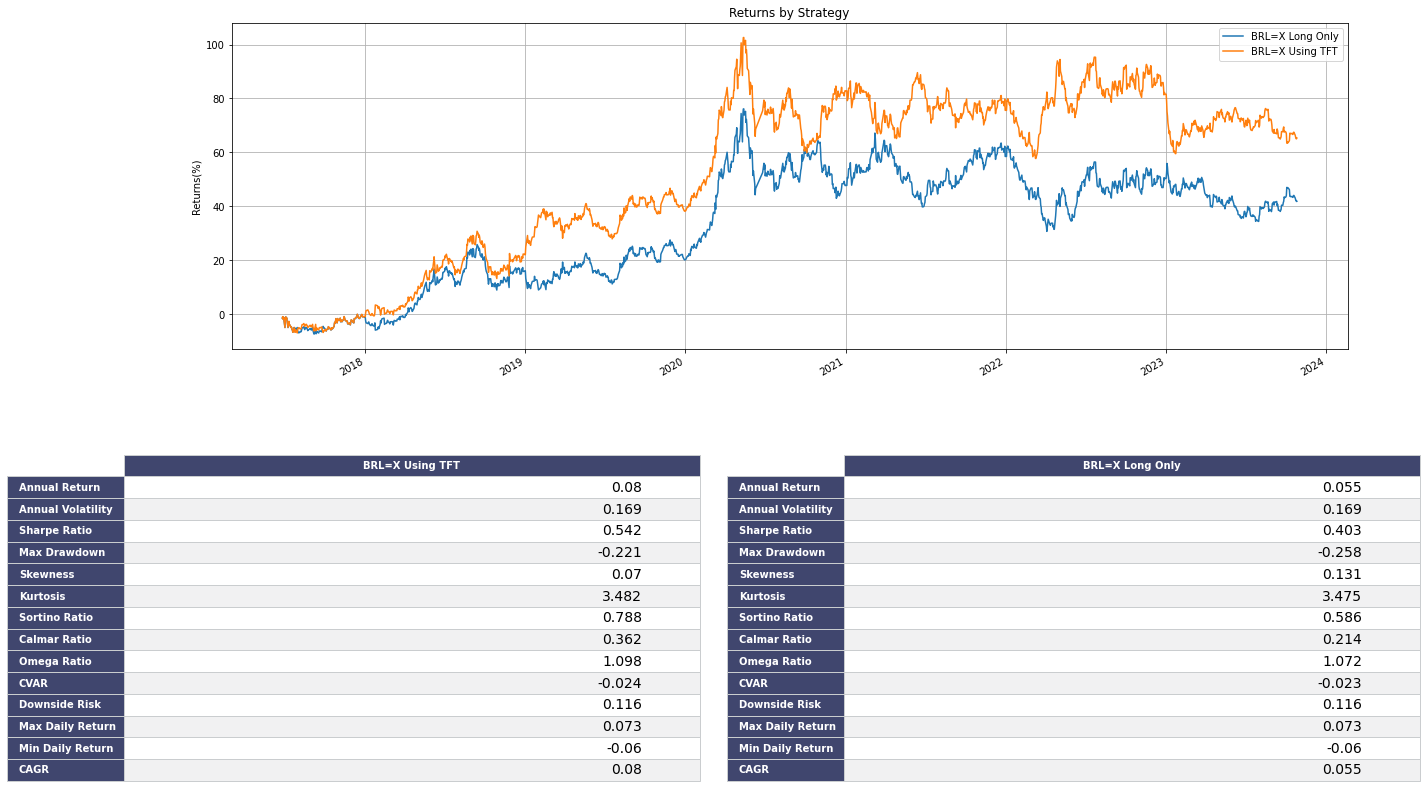 Returns by Strategy
BRL=X Long Only
BRL=X Using TFT
Returns(%)
100
80
60
40
20
0
2018
2019
2020
2021
2022
2023
2024
BRL=X Using TFT
Annual Return 0.08
Annual Volatility 0.169
Sharpe Ratio 0.542
Max Drawdown -0.221
Skewness 0.07
Kurtosis 3.482
Sortino Ratio 0.788
Calmar Ratio 0.362
Omega Ratio 1.098
CVAR -0.024
Downside Risk 0.116
Max Daily Return 0.073
Min Daily Return -0.06
CAGR 0.08
BRL=X Long Only
Annual Return 0.055
Annual Volatility 0.169
Sharpe Ratio 0.403
Max Drawdown -0.258
Skewness 0.131
Kurtosis 3.475
Sortino Ratio 0.586
Calmar Ratio 0.214
Omega Ratio 1.072
CVAR -0.023
Downside Risk 0.116
Max Daily Return 0.073
Min Daily Return -0.06
CAGR 0.055